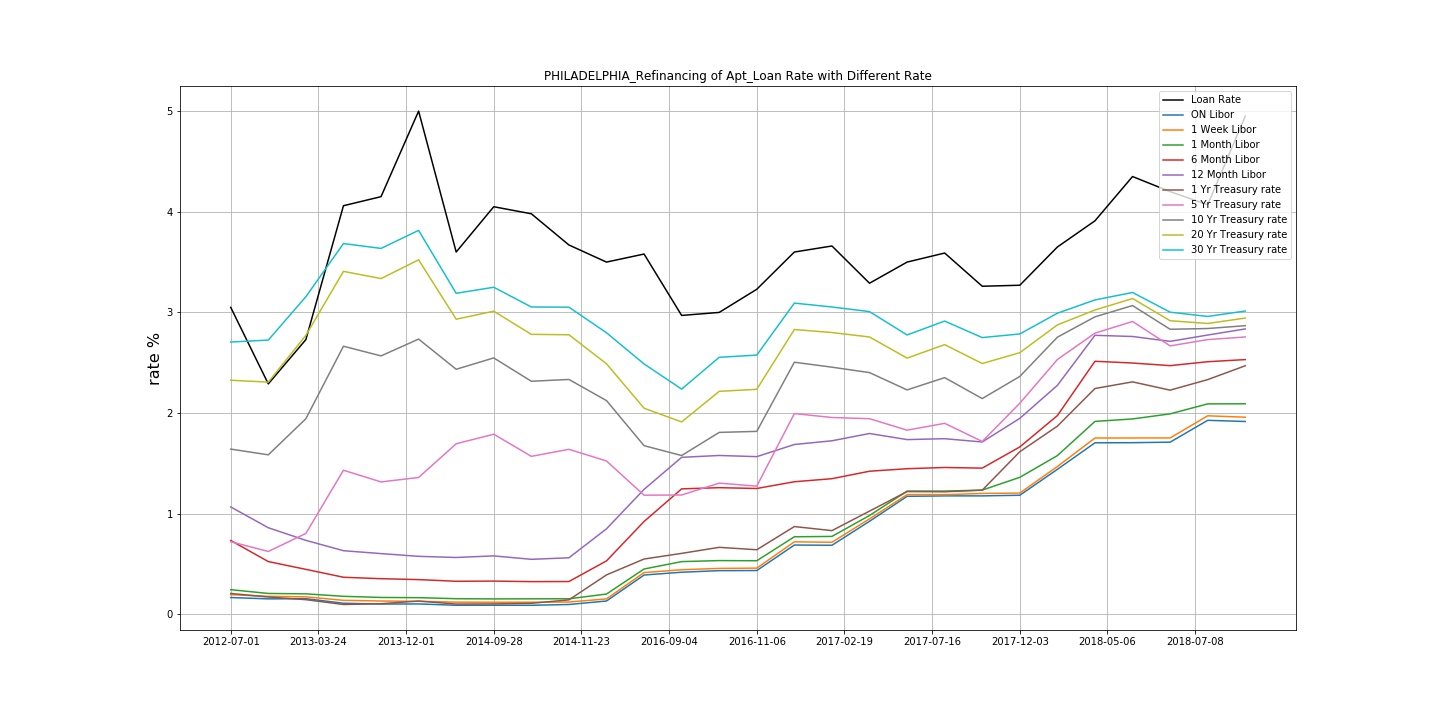 PHILADELPHIA_Refinancing of Apt_Loan Rate with Different Rate
Loan Rate
ON Libor
1 Week Libor
1 Month Libor
6 Month Libor
12 Month Libor
1 Yr Treasury rate
5 Yr Treasury rate
10 Yr Treasury rate
20 Yr Treasury rate
30 Yr Treasury rate
rate %
5
4
3
2
1
0
2012-07-01 2013-03-24 2013-12-01 2014-09-28 2014-11-23 2016-09-04 2016-11-06 2017-02-19 2017-07-16 2017-12-03 2018-05-06 2018-07-08